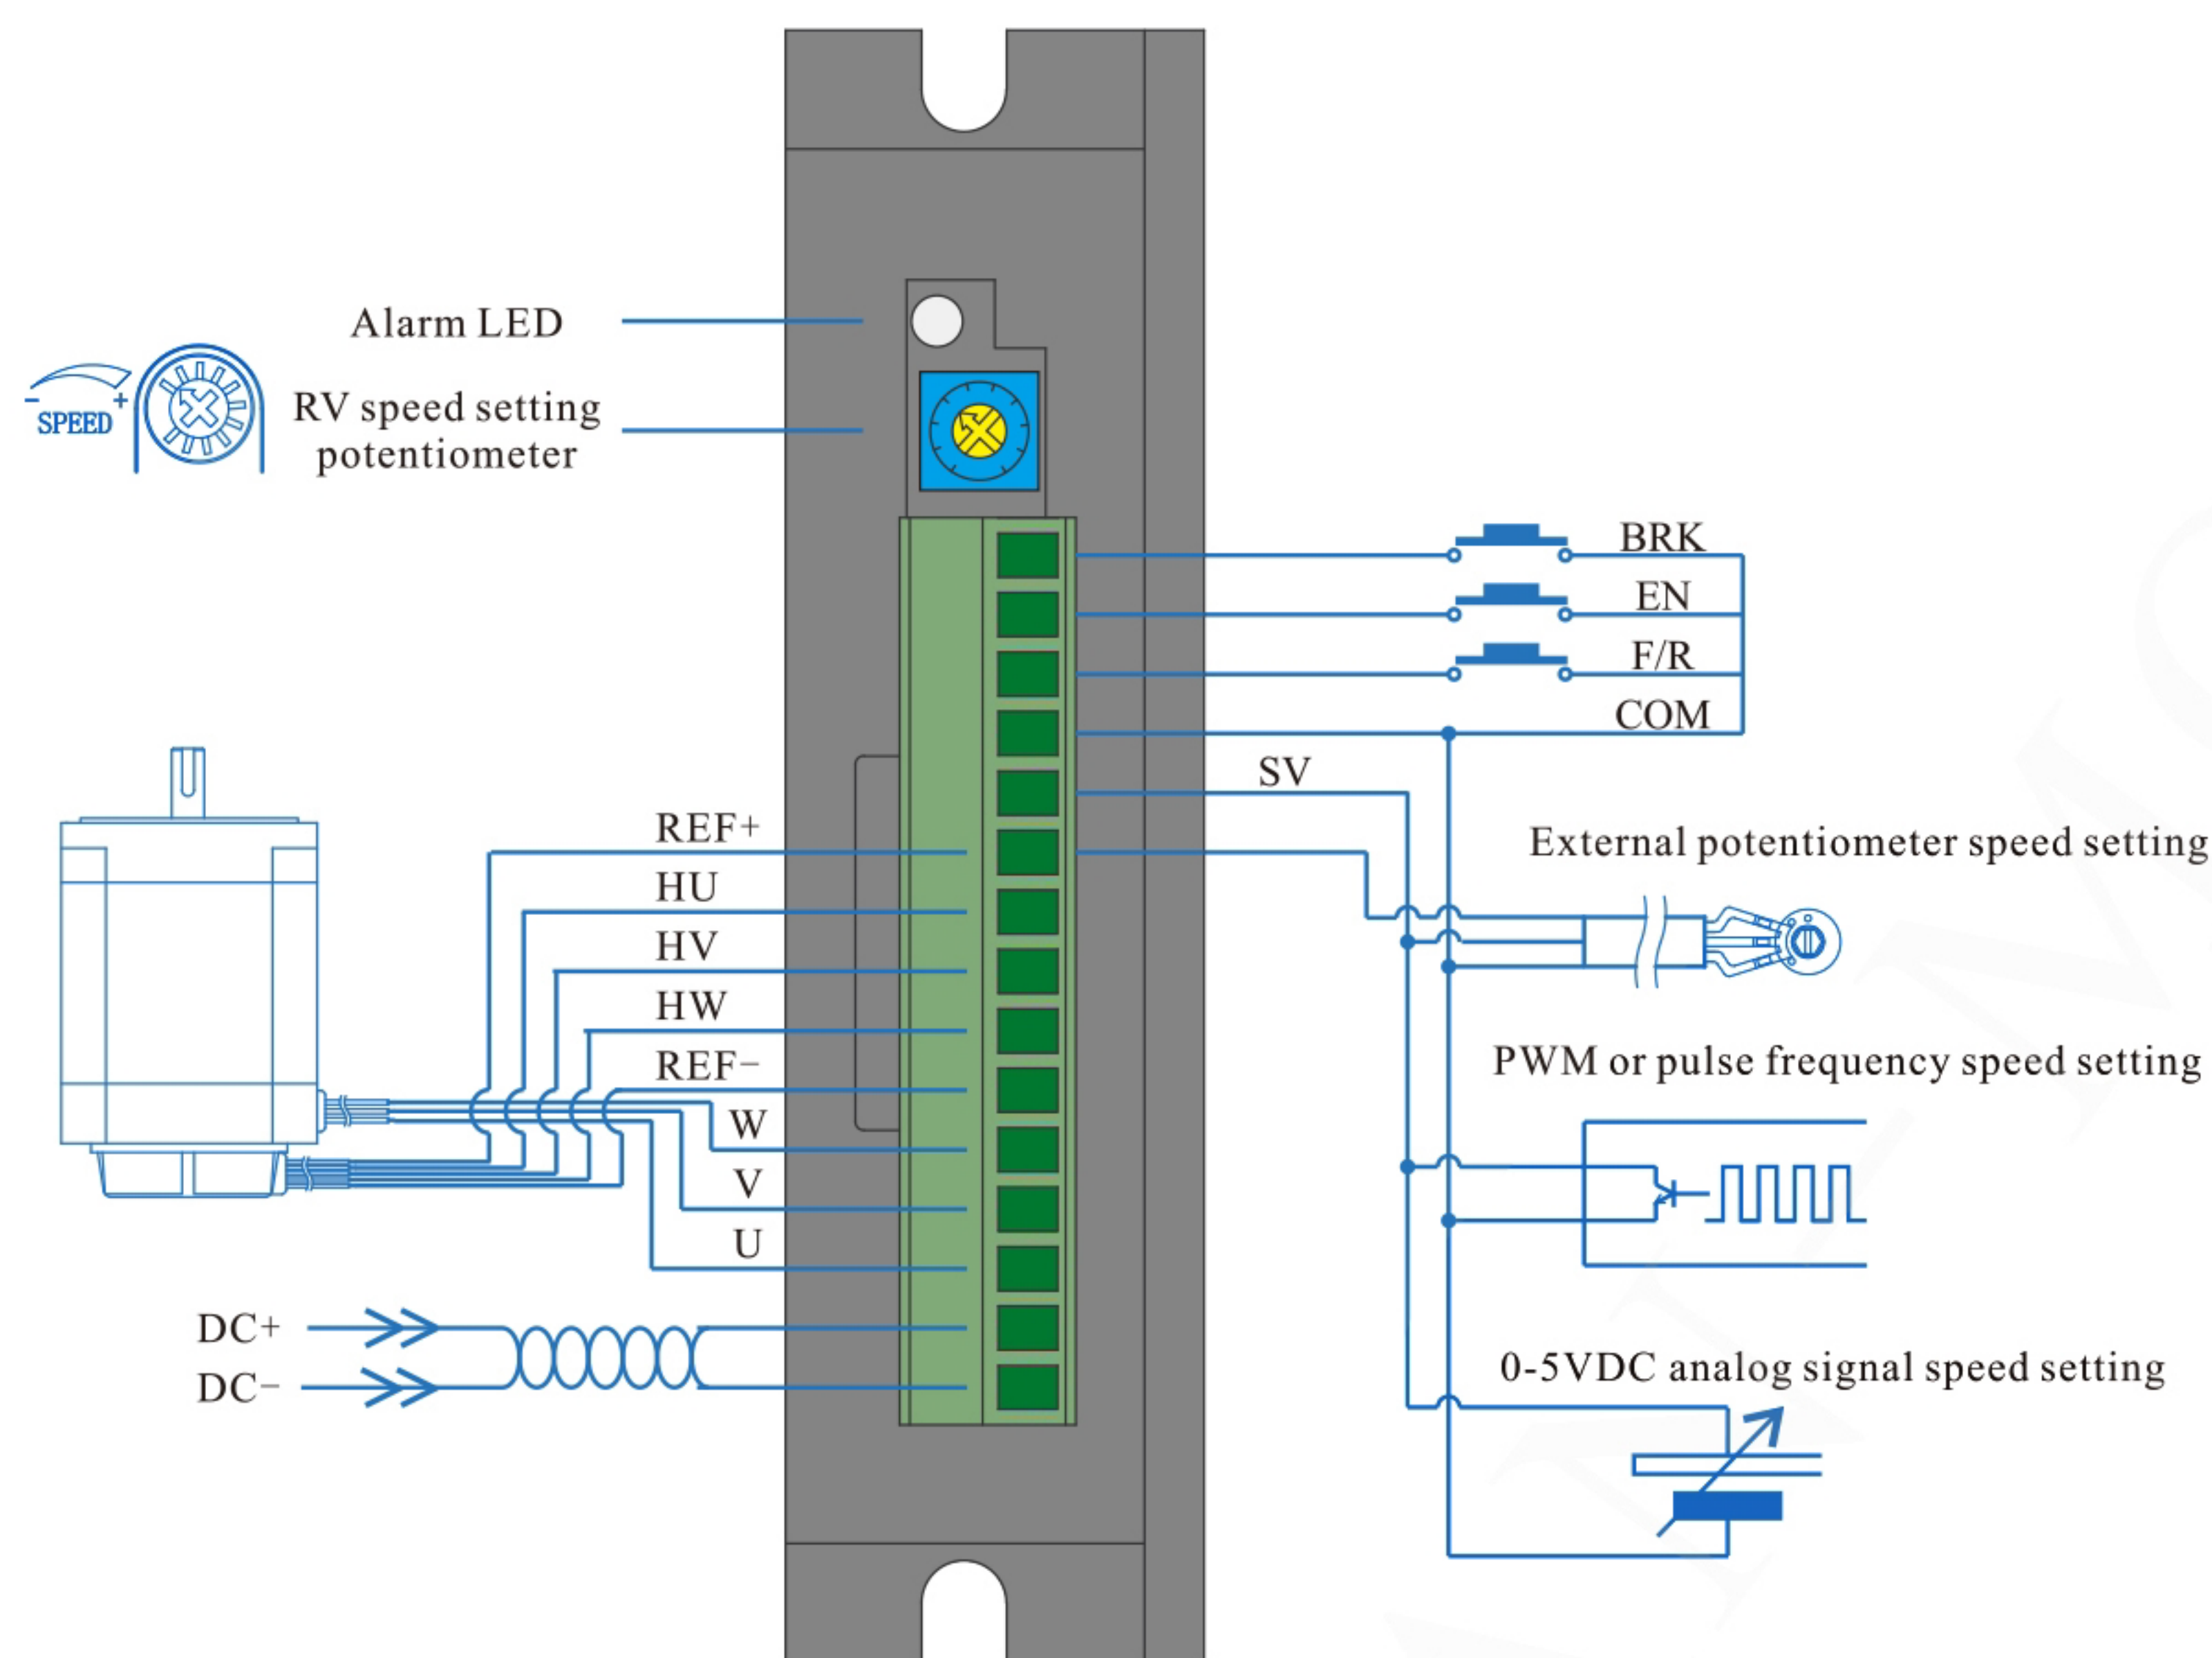 Alarm LED
RV speed setting
potentiometer
- +
SPEED
BRK
EN
F/R
COM
SV
REF+
HU
HV
HW
REF−
W
V
U
DC+
DC−
External potentiometer speed setting
PWM or pulse frequency speed setting
0-5VDC analog signal speed setting